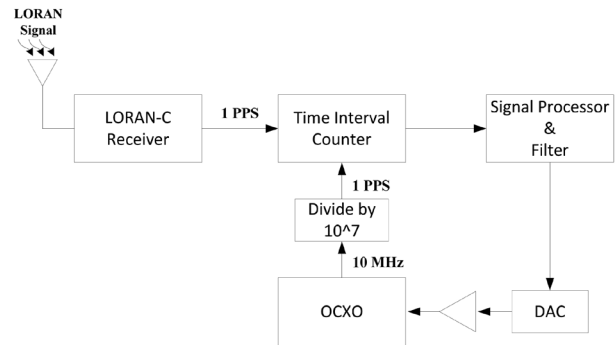 LORAN
Signal
LORAN-C
Receiver
1 PPS
Time Interval
Counter
Signal Processor
&
Filter
1 PPS
Divide by
10^7
10 MHz
OCXO
DAC